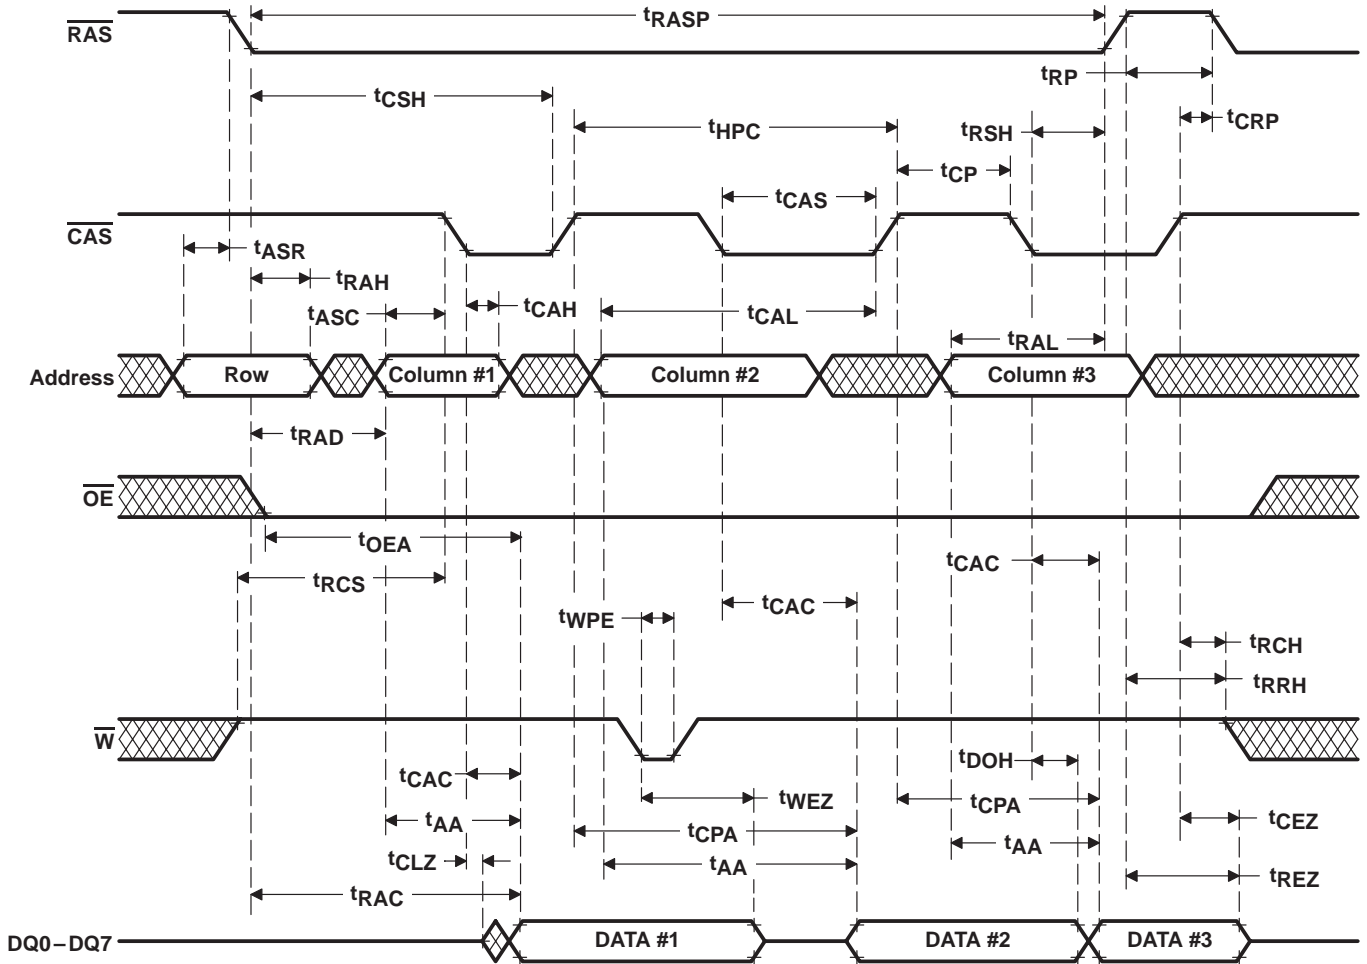 RAS
tRASP
tRP
tCSH
tHPC
tRSH
tCRP
tCP
tCAS
CAS
tASR
tRAH
tASC
tCAH
tCAL
tRAL
Address
Row
Column #1
Column #2
Column #3
tRAD
OE
tOEA
tCAC
tRCS
tCAC
tWPE
tRCH
tRRH
W
tCAC
tDOH
tWEZ
tCPA
tAA
tCPA
tCEZ
tCLZ
tAA
tAA
tREZ
tRAC
DQ0–DQ7
DATA #1
DATA #2
DATA #3